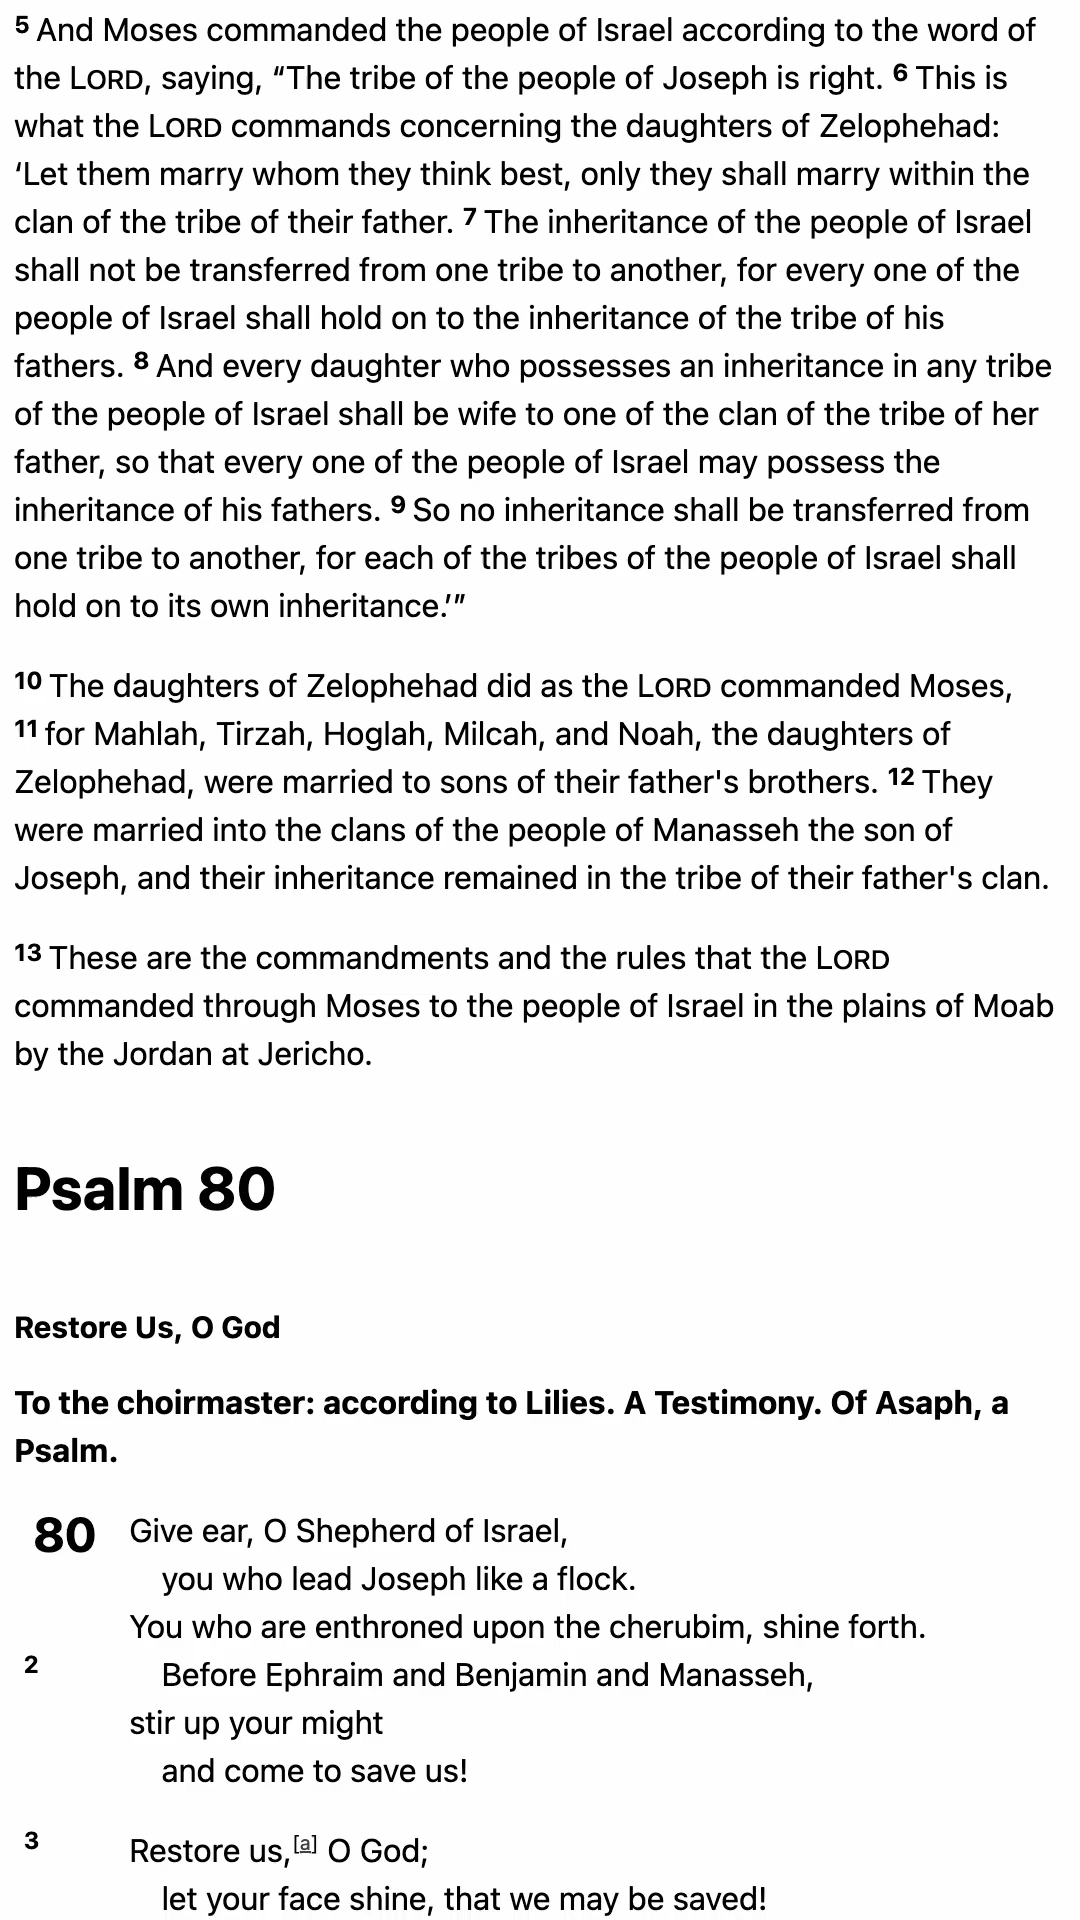 5 And Moses commanded the people of Israel according to the word of
the LORD, saying, “The tribe of the people of Joseph is right. 6 This is
what the LORD commands concerning the daughters of Zelophehad:
‘Let them marry whom they think best, only they shall marry within the
clan of the tribe of their father. 7 The inheritance of the people of Israel
shall not be transferred from one tribe to another, for every one of the
people of Israel shall hold on to the inheritance of the tribe of his
fathers. 8 And every daughter who possesses an inheritance in any tribe
of the people of Israel shall be wife to one of the clan of the tribe of her
father, so that every one of the people of Israel may possess the
inheritance of his fathers. 9 So no inheritance shall be transferred from
one tribe to another, for each of the tribes of the people of Israel shall
hold on to its own inheritance.’”
10 The daughters of Zelophehad did as the LORD commanded Moses,
11 for Mahlah, Tirzah, Hoglah, Milcah, and Noah, the daughters of
Zelophehad, were married to sons of their father's brothers. 12 They
were married into the clans of the people of Manasseh the son of
Joseph, and their inheritance remained in the tribe of their father's clan.
13 These are the commandments and the rules that the LORD
commanded through Moses to the people of Israel in the plains of Moab
by the Jordan at Jericho.
Psalm 80
Restore Us, O God
To the choirmaster: according to Lilies. A Testimony. Of Asaph, a
Psalm.
80 Give ear, O Shepherd of Israel,
you who lead Joseph like a flock.
You who are enthroned upon the cherubim, shine forth.
2 Before Ephraim and Benjamin and Manasseh,
stir up your might
and come to save us!
3 Restore us,[a] O God;
let your face shine, that we may be saved!